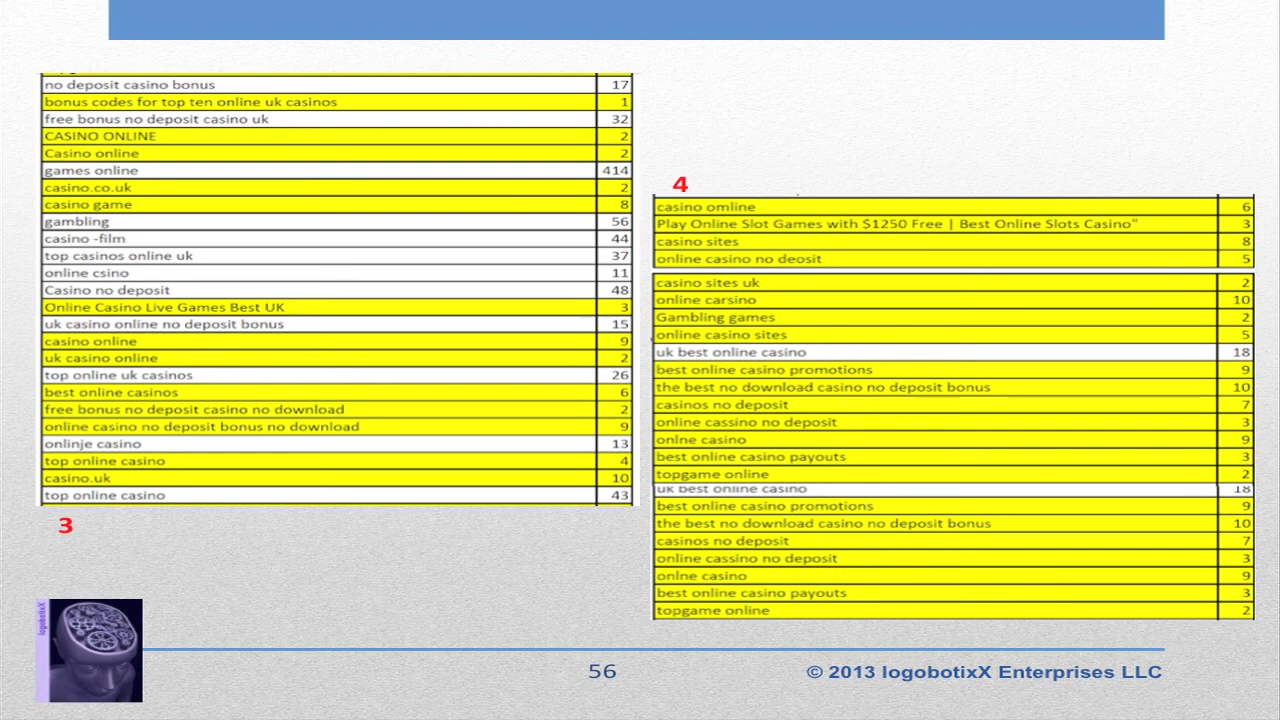 no deposit casino bonus 17
bonus codes for top ten online uk casinos 1
free bonus no deposit casino uk 32
CASINO ONLINE 2
Casino online 2
games online 414
casino.co.uk 2
casino game 8
gambling 56
casino -film 44
top casinos online uk 37
online csino 11
Casino no deposit 48
Online Casino Live Games Best UK 3
uk casino online no deposit bonus 15
casino online 9
uk casino online 2
top online uk casinos 26
best online casinos 6
free bonus no deposit casino no download 2
online casino no deposit bonus no download 9
onlinje casino 13
top online casino 4
casino.uk 10
top online casino 43
3
4
casino omline 6
Play Online Slot Games with $1250 Free | Best Online Slots Casino" 3
casino sites 8
online casino no deosit 5
casino sites uk 2
online carsino 10
Gambling games 2
online casino sites 5
uk best online casino 18
best online casino promotions 9
the best no download casino no deposit bonus 10
casinos no deposit 7
online cassino no deposit 3
onlne casino 9
best online casino payouts 3
topgame online 2
uk best online casino 18
best online casino promotions 9
the best no download casino no deposit bonus 10
casinos no deposit 7
online cassino no deposit 3
onlne casino 9
best online casino payouts 3
topgame online 2
logobotixX
56
© 2013 logobotixX Enterprises LLC